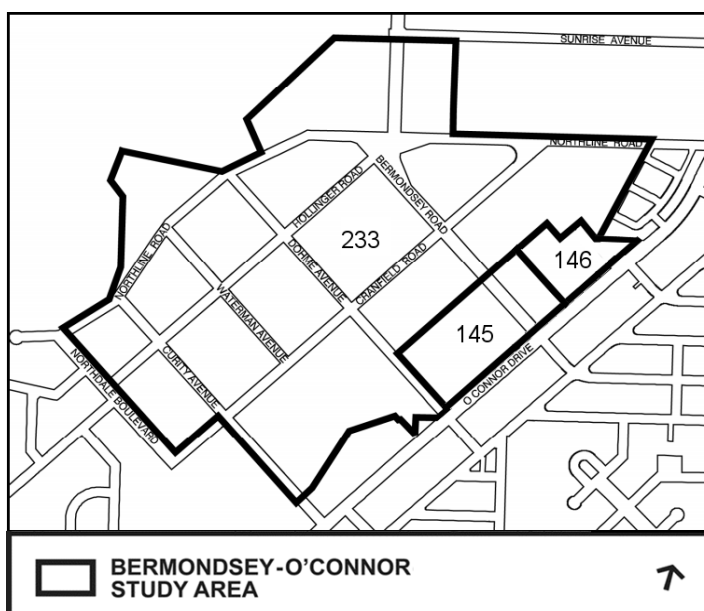 SUNRISE AVENUE
NORTHLINE ROAD
BERMONDSEY ROAD
HOLLINGER ROAD
233
DOHME AVENUE
CRANFIELD ROAD
146
NORTHLINE ROAD
WATERMAN AVENUE
145
CURITY AVENUE
O CONNOR DRIVE
NORTHDALE BOULEVARD
BERMONDSEY-O'CONNOR
STUDY AREA